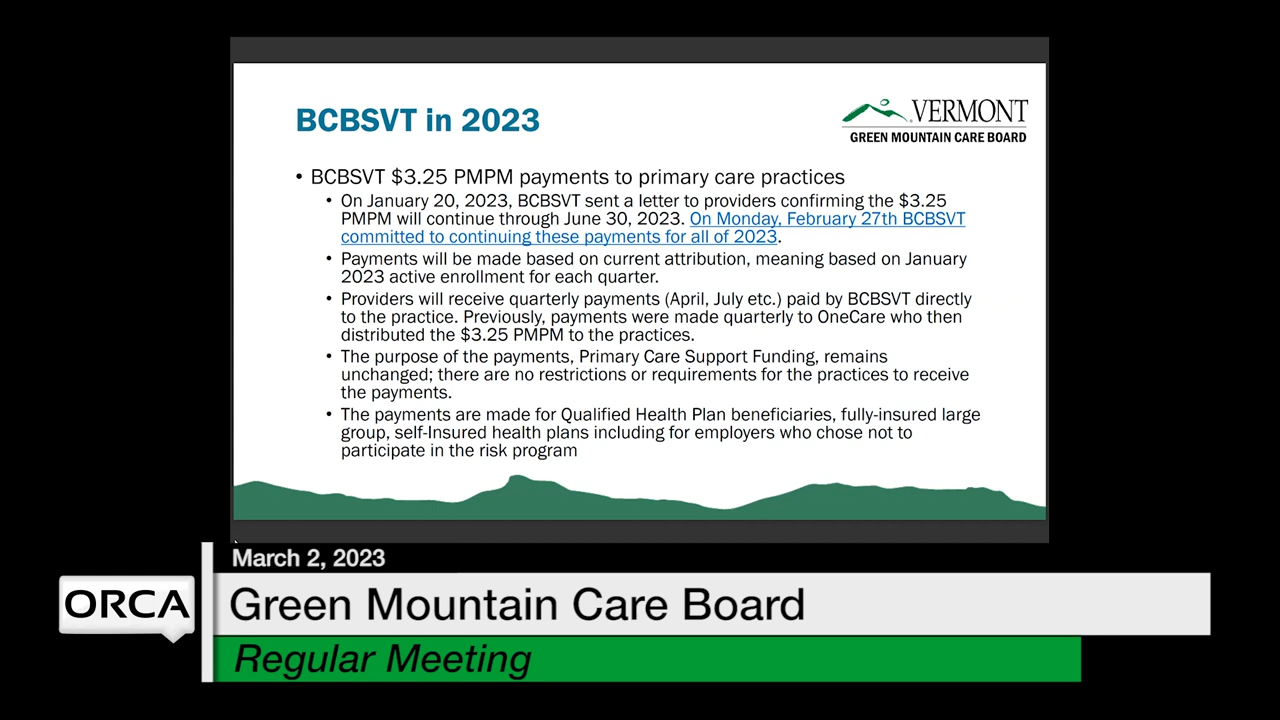 BCBSVT in 2023
VERMONT
GREEN MOUNTAIN CARE BOARD
• BCBSVT $3.25 PMPM payments to primary care practices
• On January 20, 2023, BCBSVT sent a letter to providers confirming the $3.25
PMPM will continue through June 30, 2023. On Monday, February 27th BCBSVT
committed to continuing these payments for all of 2023.
• Payments will be made based on current attribution, meaning based on January
2023 active enrollment for each quarter.
• Providers will receive quarterly payments (April, July etc.) paid by BCBSVT directly
to the practice. Previously, payments were made quarterly to OneCare who then
distributed the $3.25 PMPM to the practices.
• The purpose of the payments, Primary Care Support Funding, remains
unchanged; there are no restrictions or requirements for the practices to receive
the payments.
• The payments are made for Qualified Health Plan beneficiaries, fully-insured large
group, self-Insured health plans including for employers who chose not to
participate in the risk program
March 2, 2023
ORCA
Green Mountain Care Board
Regular Meeting